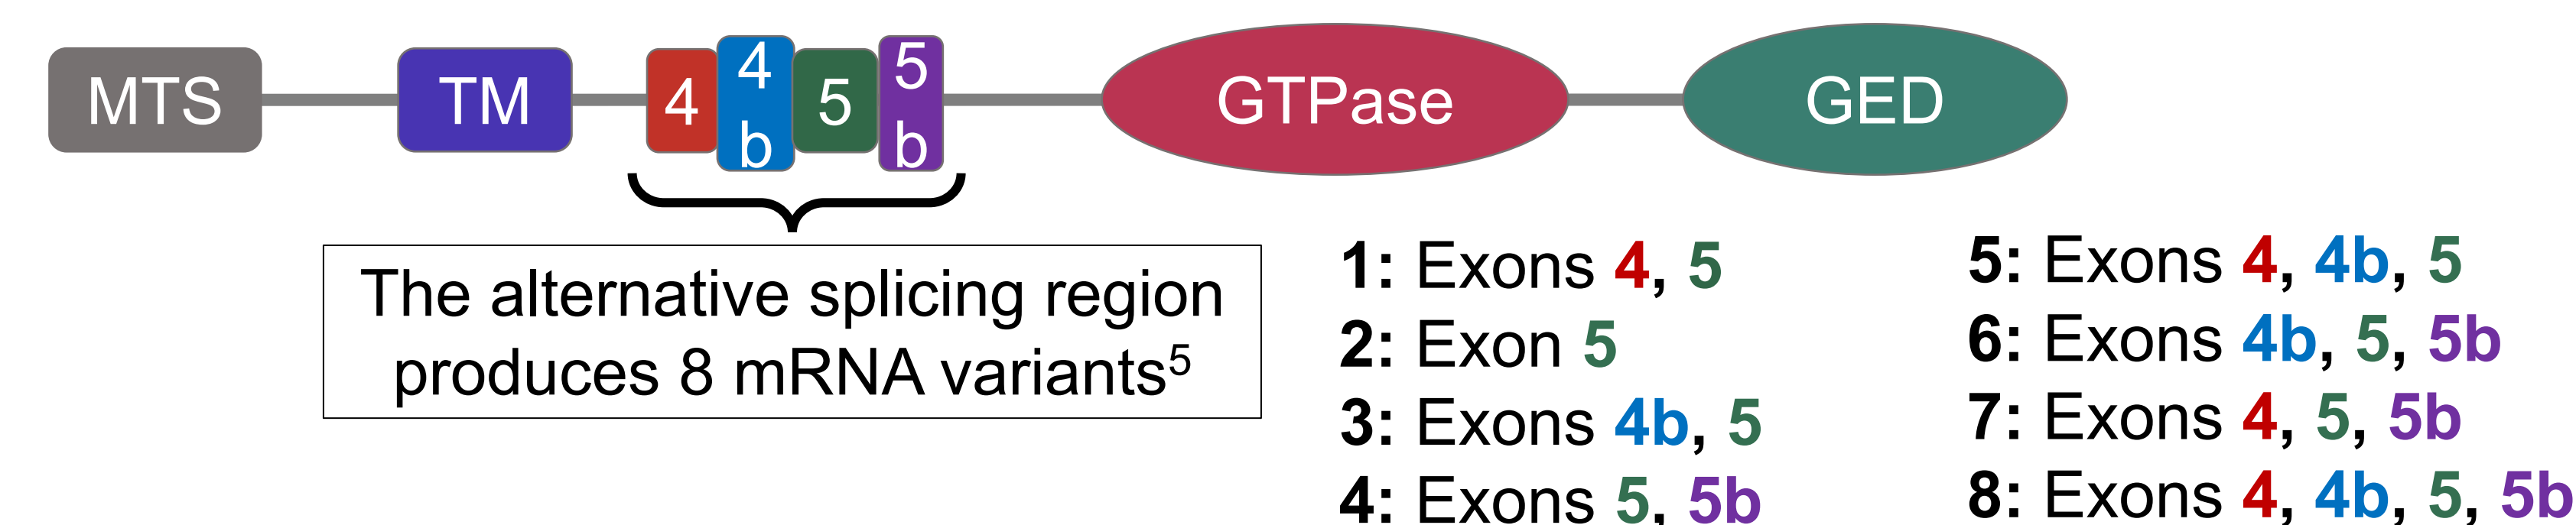 MTS
TM
4
4b
5
5b
GTPase
GED
The alternative splicing region
produces 8 mRNA variants⁵
1: Exons 4, 5
2: Exon 5
3: Exons 4b, 5
4: Exons 5, 5b
5: Exons 4, 4b, 5
6: Exons 4b, 5, 5b
7: Exons 4, 5, 5b
8: Exons 4, 4b, 5, 5b